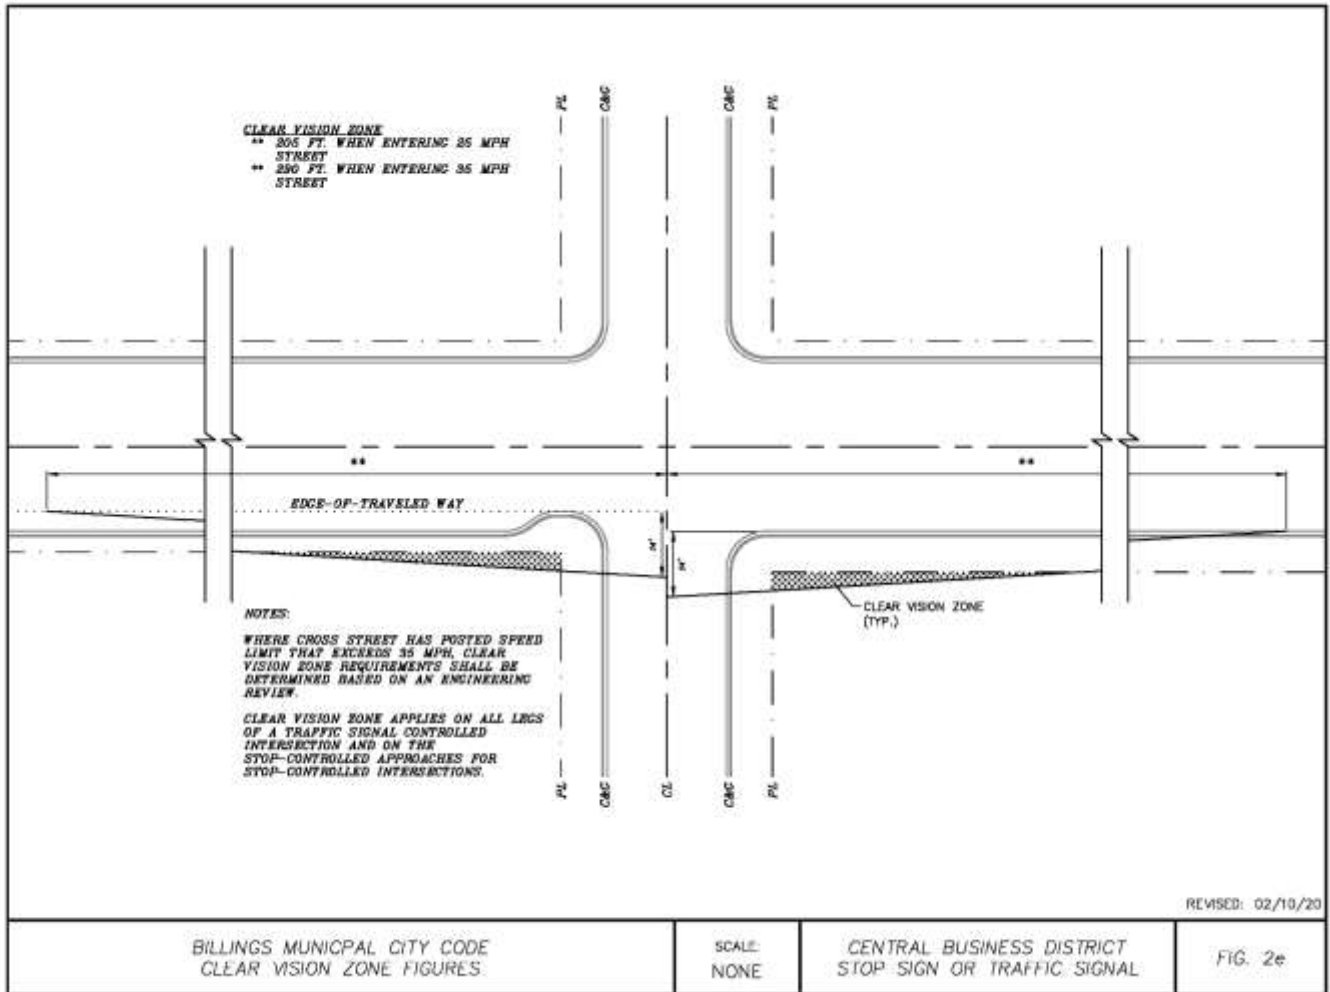 PL
C&G
C&G
PL
CLEAR VISION ZONE
** 205 FT. WHEN ENTERING 25 MPH
STREET
** 290 FT. WHEN ENTERING 35 MPH
STREET
**
**
EDGE-OF-TRAVELED WAY
CLEAR VISION ZONE
(TYP.)
NOTES:
WHERE CROSS STREET HAS POSTED SPEED
LIMIT THAT EXCEEDS 35 MPH, CLEAR
VISION ZONE REQUIREMENTS SHALL BE
DETERMINED BASED ON AN ENGINEERING
REVIEW.
CLEAR VISION ZONE APPLIES ON ALL LEGS
OF A TRAFFIC SIGNAL CONTROLLED
INTERSECTION AND ON THE
STOP-CONTROLLED APPROACHES FOR
STOP-CONTROLLED INTERSECTIONS.
PL
C&G
CL
C&G
PL
REVISED: 02/10/20
BILLINGS MUNICPAL CITY CODE
CLEAR VISION ZONE FIGURES
SCALE:
NONE
CENTRAL BUSINESS DISTRICT
STOP SIGN OR TRAFFIC SIGNAL
FIG. 2e